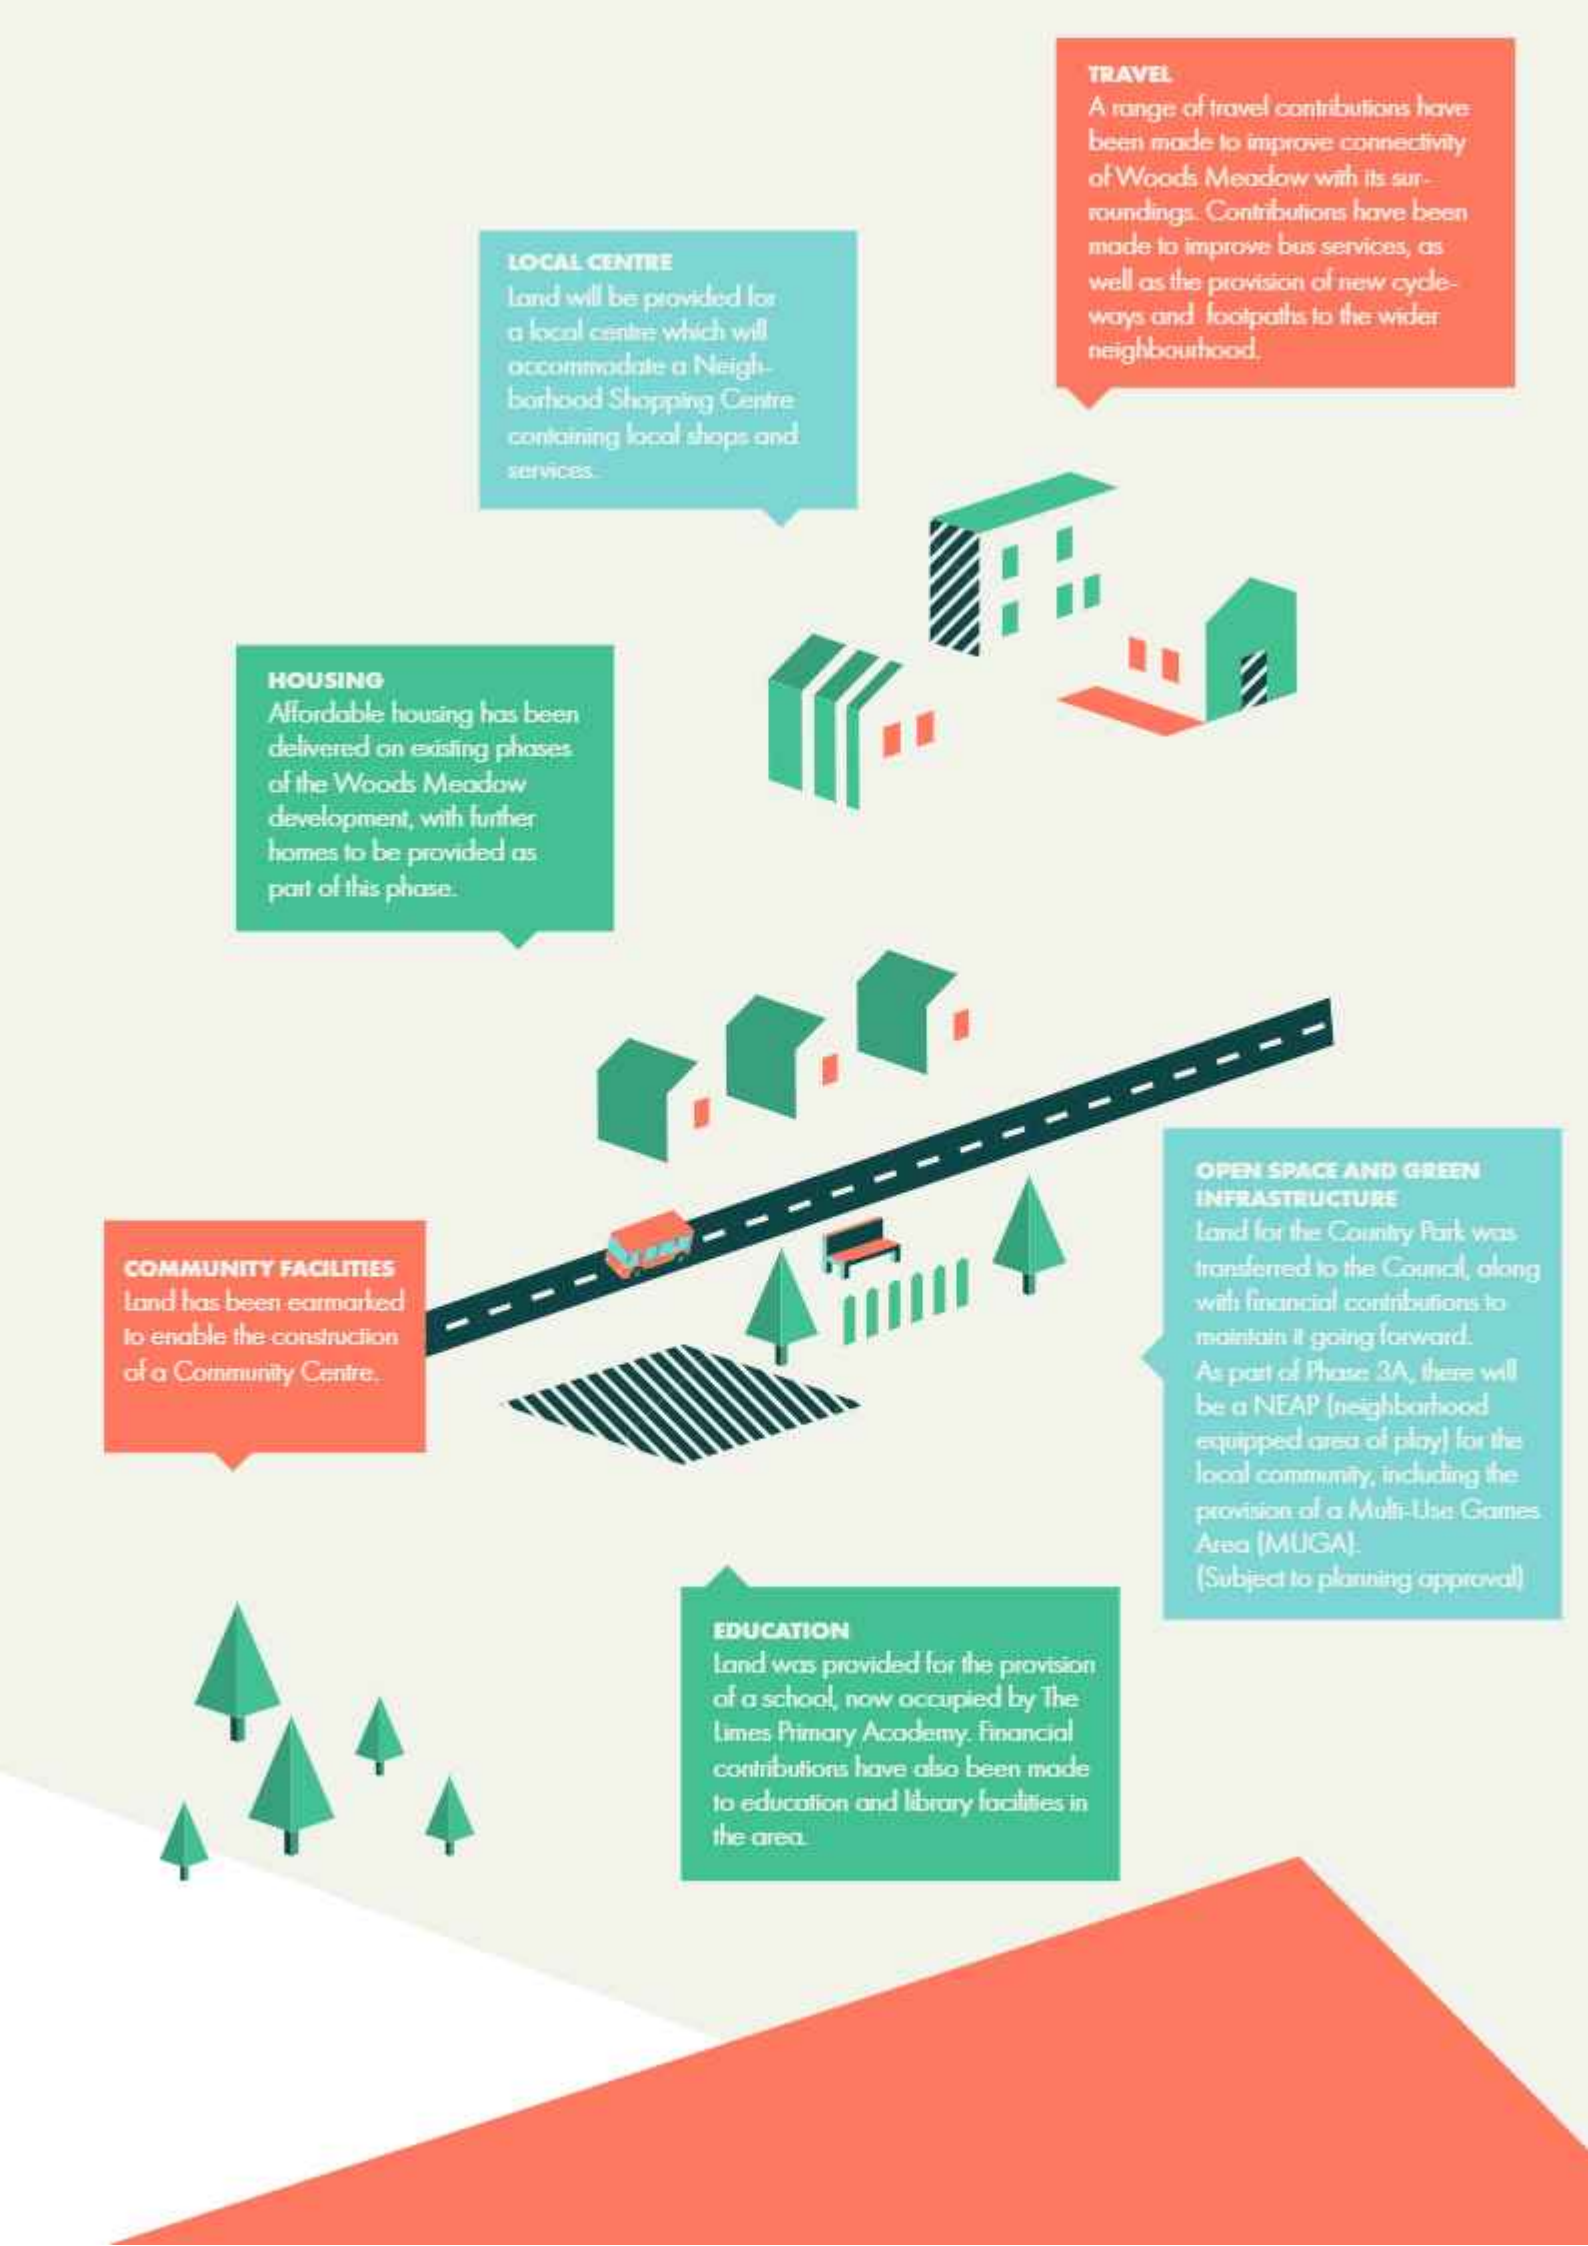 TRAVEL
A range of travel contributions have
been made to improve connectivity
of Woods Meadow with its sur-
roundings. Contributions have been
made to improve bus services, as
well as the provision of new cycle-
ways and footpaths to the wider
neighbourhood.
LOCAL CENTRE
Land will be provided for
a local centre which will
accommodate a Neigh-
borhood Shopping Centre
containing local shops and
services.
HOUSING
Affordable housing has been
delivered on existing phases
of the Woods Meadow
development, with further
homes to be provided as
part of this phase.
OPEN SPACE AND GREEN
INFRASTRUCTURE
Land for the Country Park was
transferred to the Council, along
with financial contributions to
maintain it going forward.
As part of Phase 3A, there will
be a NEAP (neighborhood
equipped area of play) for the
local community, including the
provision of a Multi-Use Games
Area (MUGA).
(Subject to planning approval)
COMMUNITY FACILITIES
Land has been earmarked
to enable the construction
of a Community Centre.
EDUCATION
Land was provided for the provision
of a school, now occupied by The
Limes Primary Academy. Financial
contributions have also been made
to education and library facilities in
the area.